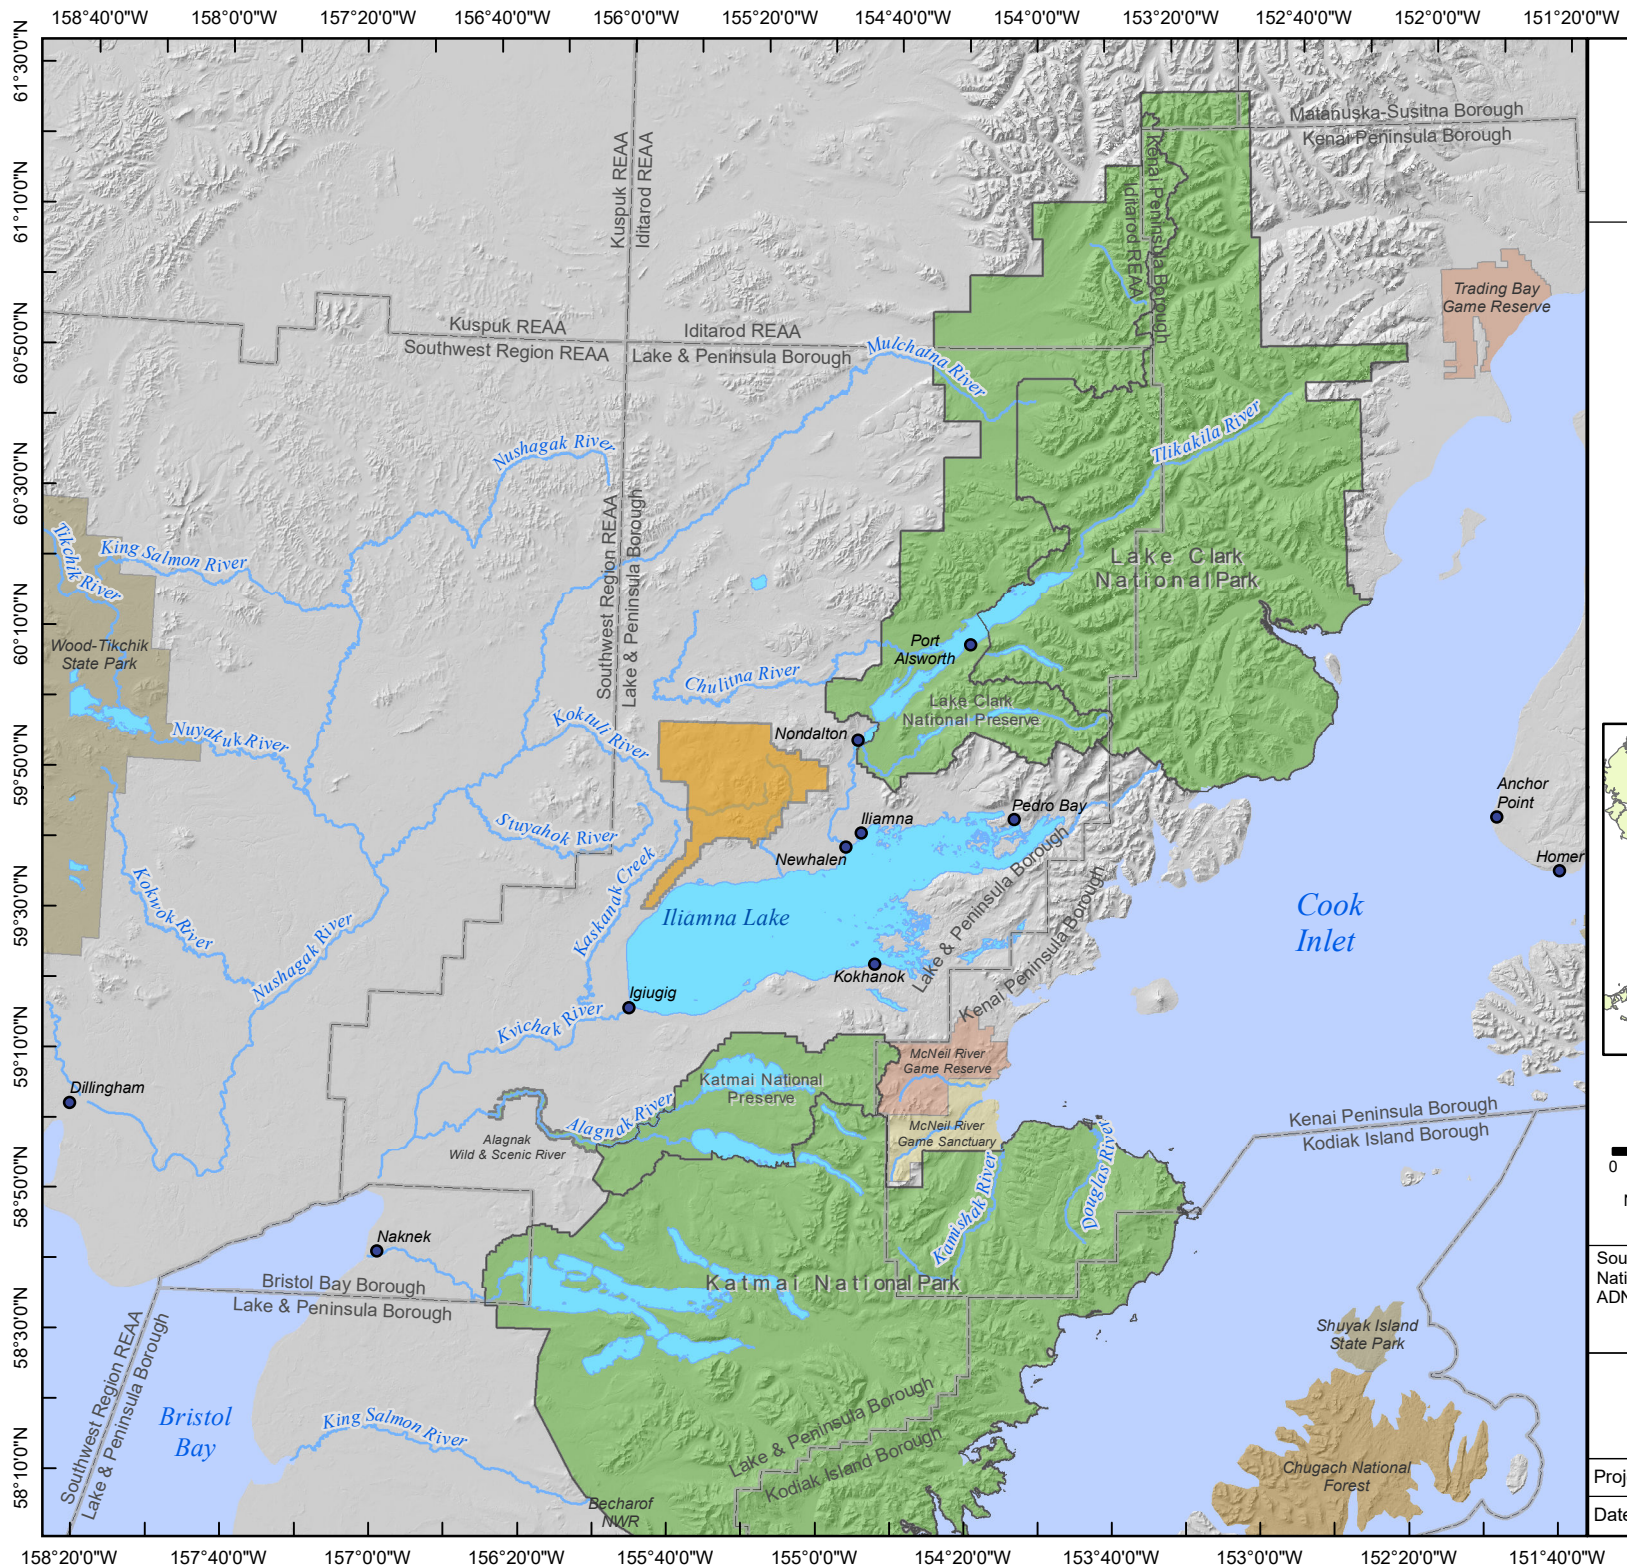 158°40'0"W
158°0'0"W
157°20'0"W
156°40'0"W
156°0'0"W
155°20'0"W
154°40'0"W
154°0'0"W
153°20'0"W
152°40'0"W
152°0'0"W
151°20'0"W
61°30'0"N
61°10'0"N
60°50'0"N
60°30'0"N
60°10'0"N
59°50'0"N
59°30'0"N
59°10'0"N
58°50'0"N
58°30'0"N
58°10'0"N
Matanuska-Susitna Borough
Kenai Peninsula Borough
Kuspuk REAA
Iditarod REAA
Kenai Peninsula Borough
Iditarod REAA
Trading Bay
Game Reserve
Kuspuk REAA
Southwest Region REAA
Iditarod REAA
Lake & Peninsula Borough
Mulchatna River
Tlikakila River
Nushagak River
Southwest Region REAA
Lake & Peninsula Borough
Tikchik River
King Salmon River
Lake Clark
National Park
Wood-Tikchik
State Park
Port
Alsworth
Chulitna River
Lake Clark
National Preserve
Nuyakuk River
Koktuli River
Nondalton
Stuyahok River
Iliamna
Newhalen
Pedro Bay
Anchor
Point
Homer
Kokwok River
Nushagak River
Kaskanak Creek
Iliamna Lake
Lake & Peninsula Borough
Kenai Peninsula Borough
Cook
Inlet
Kokhanok
Igiugig
Kvichak River
McNeil River
Game Reserve
Katmai National
Preserve
Dillingham
Alagnak River
Alagnak
Wild & Scenic River
McNeil River
Game Sanctuary
Kenai Peninsula Borough
Kodiak Island Borough
Kamishak River
Douglas River
0
Naknek
Katmai National Park
Bristol Bay Borough
Lake & Peninsula Borough
Sou
Nati
ADN
Southwest Region REAA
Lake & Peninsula Borough
Bristol
Bay
King Salmon River
Shuyak Island
State Park
Lake & Peninsula Borough
Kodiak Island Borough
Becharof
NWR
Chugach National
Forest
Proj
Date
158°20'0"W
157°40'0"W
157°0'0"W
156°20'0"W
155°40'0"W
155°0'0"W
154°20'0"W
153°40'0"W
153°0'0"W
152°20'0"W
151°40'0"W